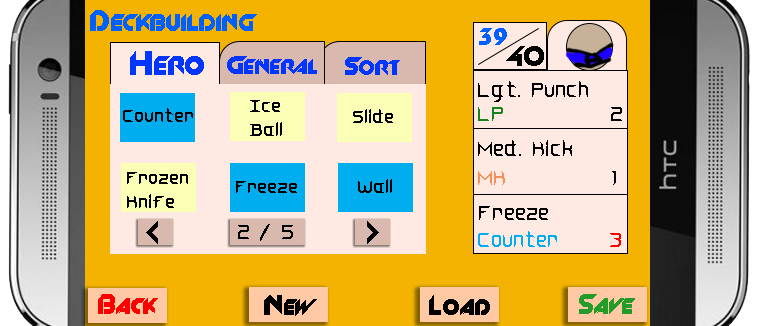 Deckbuilding
Hero
General
Sort
Counter
Ice
Ball
Slide
Frozen
Knife
Freeze
Wall
<
2 / 5
>
39/40
Lgt. Punch
LP 2
Med. Kick
MK 1
Freeze
Counter 3
Back
New
Load
Save
hTC